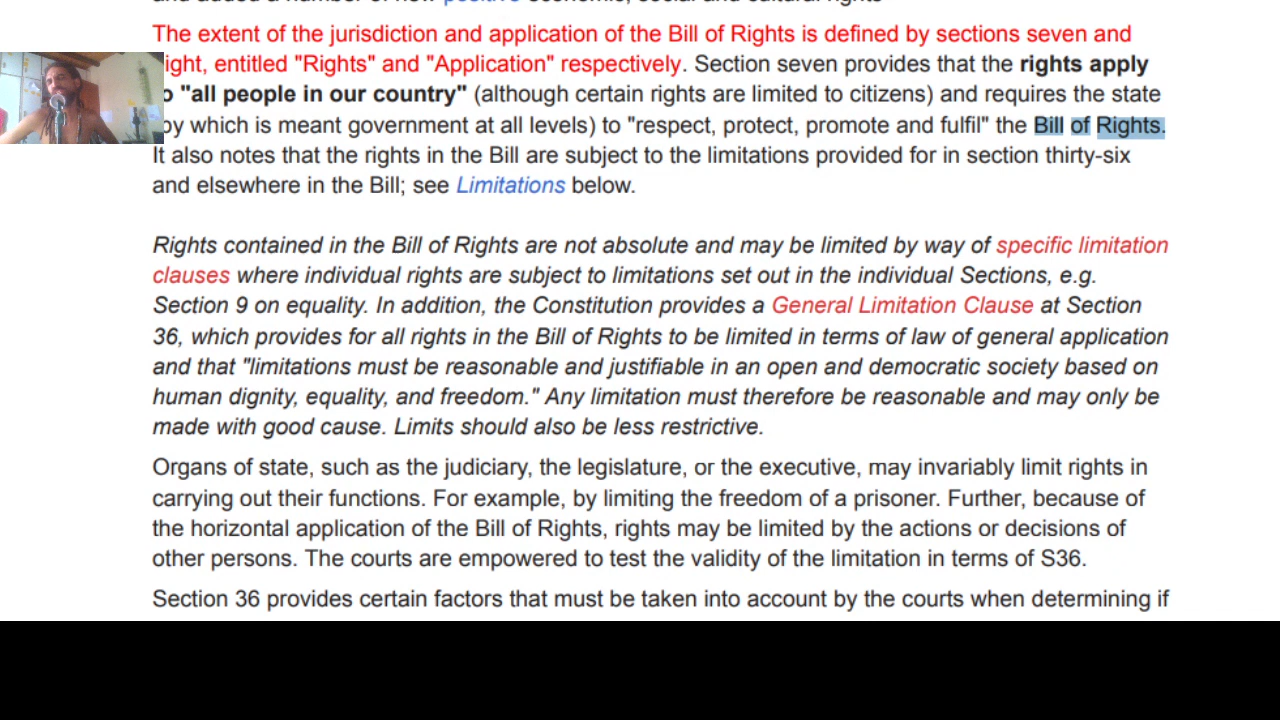 and added a number of new positive economic, social and cultural rights
The extent of the jurisdiction and application of the Bill of Rights is defined by sections seven and
ight, entitled "Rights" and "Application" respectively. Section seven provides that the rights apply
o "all people in our country" (although certain rights are limited to citizens) and requires the state
by which is meant government at all levels) to "respect, protect, promote and fulfil" the Bill of Rights.
It also notes that the rights in the Bill are subject to the limitations provided for in section thirty-six
and elsewhere in the Bill; see Limitations below.
Rights contained in the Bill of Rights are not absolute and may be limited by way of specific limitation
clauses where individual rights are subject to limitations set out in the individual Sections, e.g.
Section 9 on equality. In addition, the Constitution provides a General Limitation Clause at Section
36, which provides for all rights in the Bill of Rights to be limited in terms of law of general application
and that "limitations must be reasonable and justifiable in an open and democratic society based on
human dignity, equality, and freedom." Any limitation must therefore be reasonable and may only be
made with good cause. Limits should also be less restrictive.
Organs of state, such as the judiciary, the legislature, or the executive, may invariably limit rights in
carrying out their functions. For example, by limiting the freedom of a prisoner. Further, because of
the horizontal application of the Bill of Rights, rights may be limited by the actions or decisions of
other persons. The courts are empowered to test the validity of the limitation in terms of S36.
Section 36 provides certain factors that must be taken into account by the courts when determining if